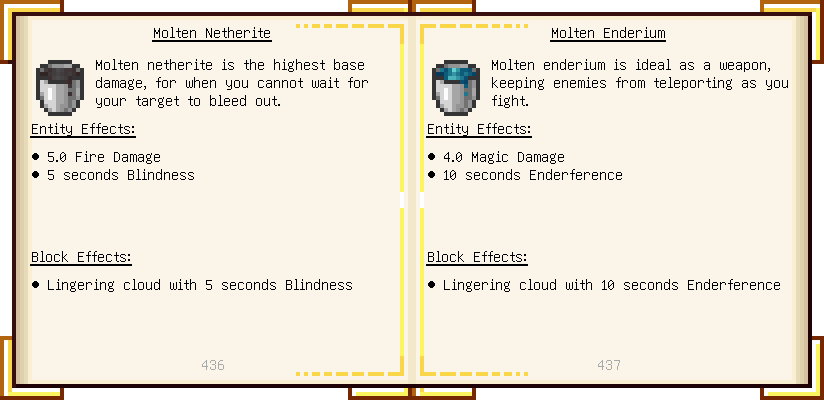 Molten Netherite
Molten netherite is the highest base
damage, for when you cannot wait for
your target to bleed out.
Entity Effects:
• 5.0 Fire Damage
• 5 seconds Blindness
Block Effects:
• Lingering cloud with 5 seconds Blindness
436
Molten Enderium
Molten enderium is ideal as a weapon,
keeping enemies from teleporting as you
fight.
Entity Effects:
• 4.0 Magic Damage
• 10 seconds Enderference
Block Effects:
• Lingering cloud with 10 seconds Enderference
437